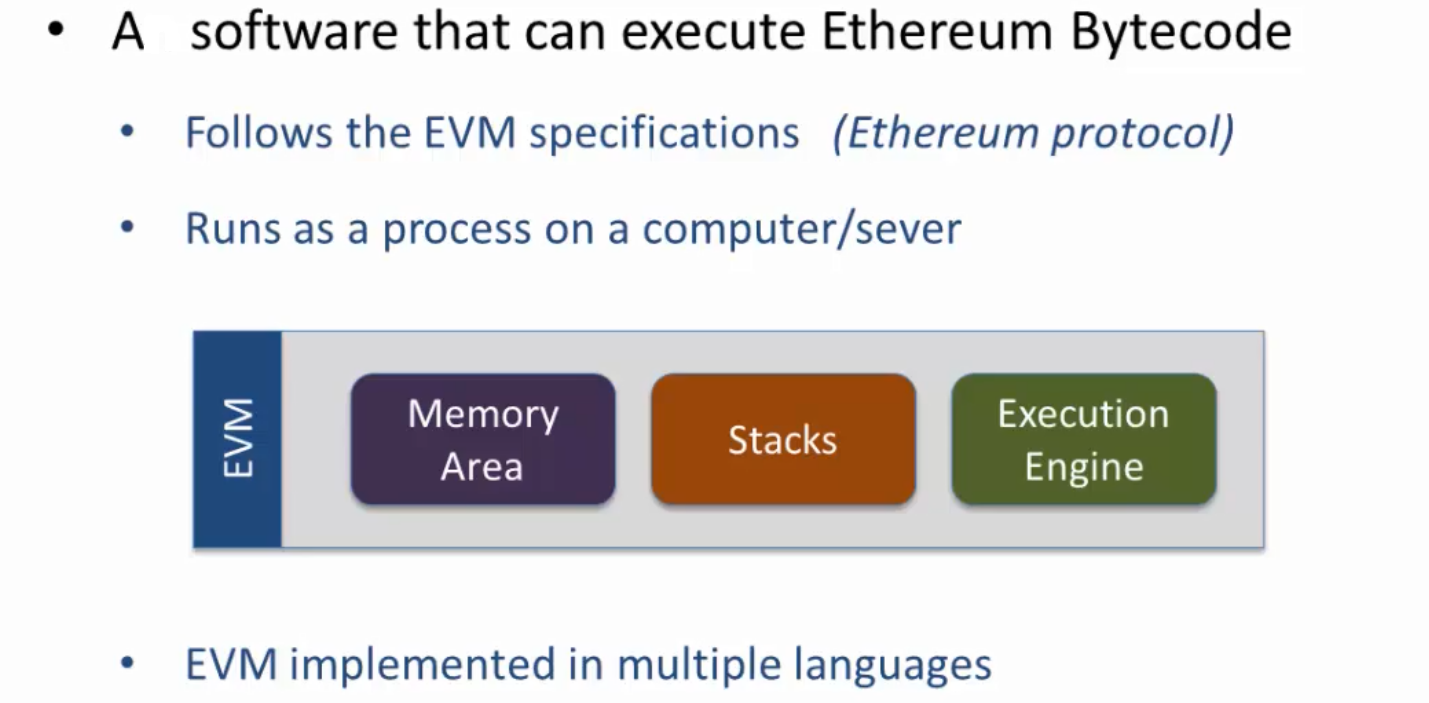 • A software that can execute Ethereum Bytecode
• Follows the EVM specifications (Ethereum protocol)
• Runs as a process on a computer/sever
EVM
Memory
Area
Stacks
Execution
Engine
• EVM implemented in multiple languages